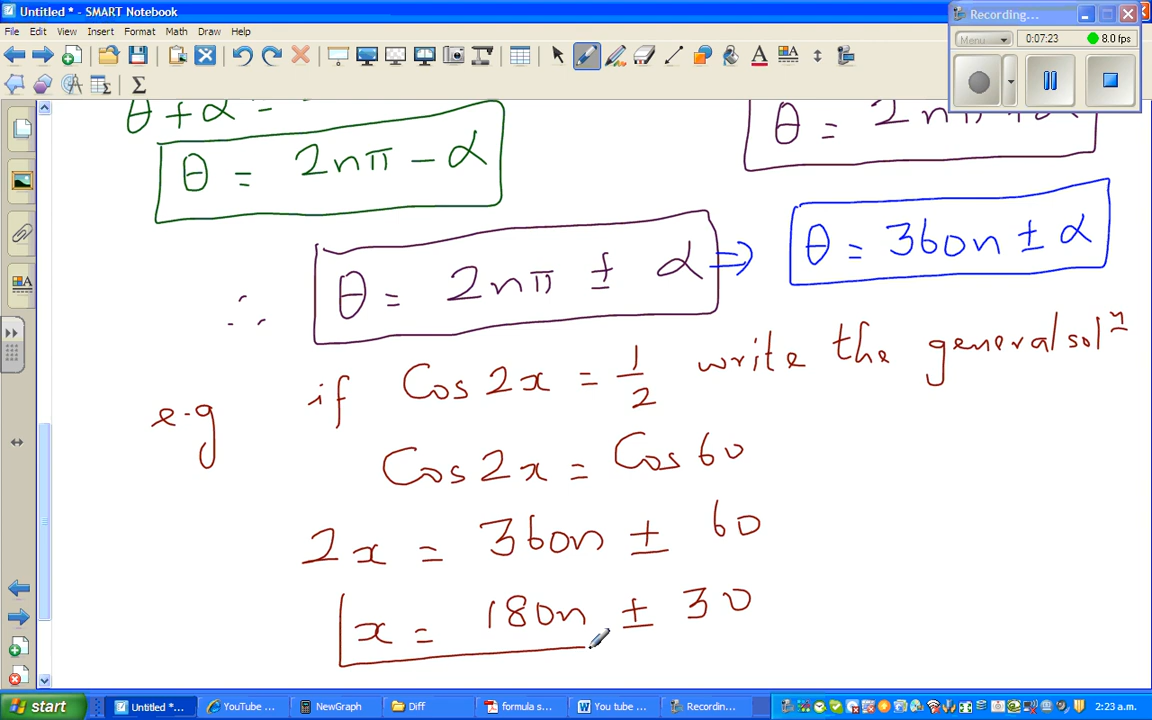 Untitled * - SMART Notebook
Recording...
File Edit View Insert Format Math Draw Help
Menu 0:07:23 8.0 fps
θ + α =
θ = 2nπ - α
θ = 2nπ + α
∴ θ = 2nπ ± α ⇒ θ = 360n ± α
e.g if Cos 2x = 1/2 write the general solⁿ
Cos 2x = Cos 60
2x = 360n ± 60
x = 180n ± 30
start Untitled *... YouTube ... NewGraph Diff formula s... You tube ... Recording... 2:23 a.m.